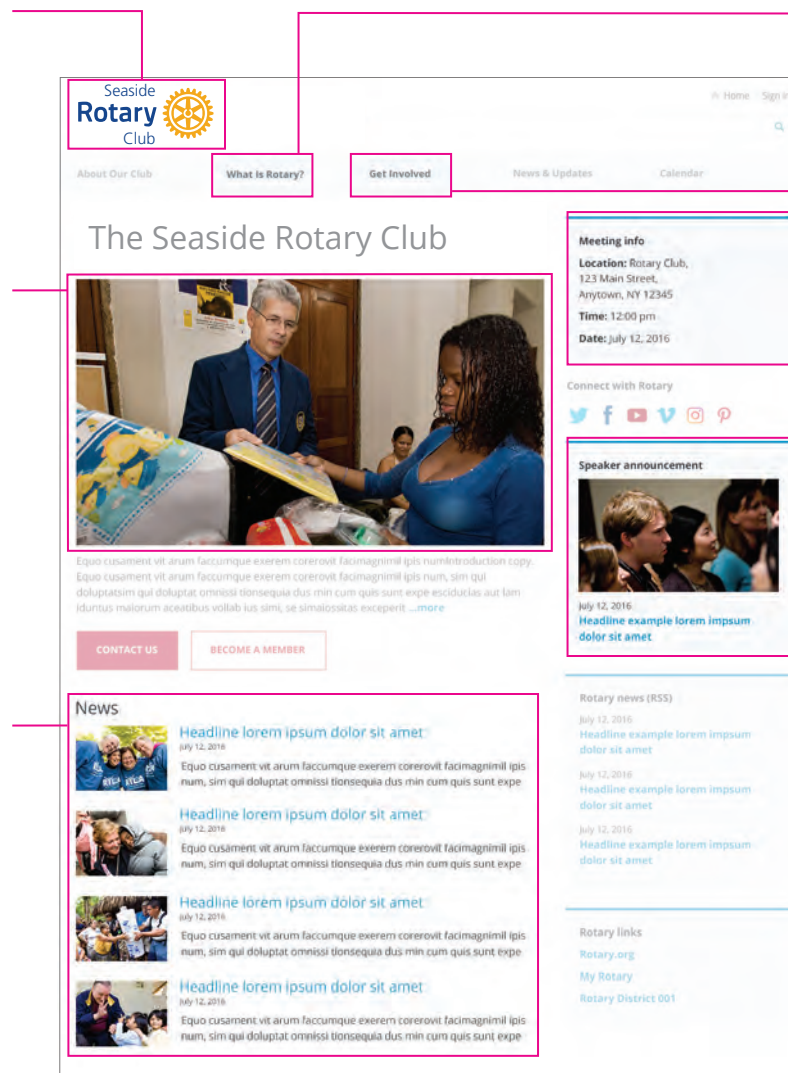 Seaside
Rotary
Club
Home Sign in
About Our Club
What is Rotary?
Get Involved
News & Updates
Calendar
The Seaside Rotary Club
Equo cusament vit arum faccumque exerem corerovit facimagnimil ipis numIntroduction copy.
Equo cusament vit arum faccumque exerem corerovit facimagnimil ipis num, sim qui
doluptatsim qui doluptat omnissi tionsequia dus min cum quis sunt expe esciducias aut lam
iduntus maiorum aceatibus vollab ius simi, se simaiossitas exceperit ...more
CONTACT US
BECOME A MEMBER
News
Headline lorem ipsum dolor sit amet
July 12, 2016
Equo cusament vit arum faccumque exerem corerovit facimagnimil ipis
num, sim qui doluptat omnissi tionsequia dus min cum quis sunt expe
Headline lorem ipsum dolor sit amet
July 12, 2016
Equo cusament vit arum faccumque exerem corerovit facimagnimil ipis
num, sim qui doluptat omnissi tionsequia dus min cum quis sunt expe
Headline lorem ipsum dolor sit amet
July 12, 2016
Equo cusament vit arum faccumque exerem corerovit facimagnimil ipis
num, sim qui doluptat omnissi tionsequia dus min cum quis sunt expe
Headline lorem ipsum dolor sit amet
July 12, 2016
Equo cusament vit arum faccumque exerem corerovit facimagnimil ipis
num, sim qui doluptat omnissi tionsequia dus min cum quis sunt expe
Meeting info
Location: Rotary Club,
123 Main Street,
Anytown, NY 12345
Time: 12:00 pm
Date: July 12, 2016
Connect with Rotary
Speaker announcement
July 12, 2016
Headline example lorem impsum
dolor sit amet
Rotary news (RSS)
July 12, 2016
Headline example lorem impsum
dolor sit amet
July 12, 2016
Headline example lorem impsum
dolor sit amet
July 12, 2016
Headline example lorem impsum
dolor sit amet
Rotary links
Rotary.org
My Rotary
Rotary District 001